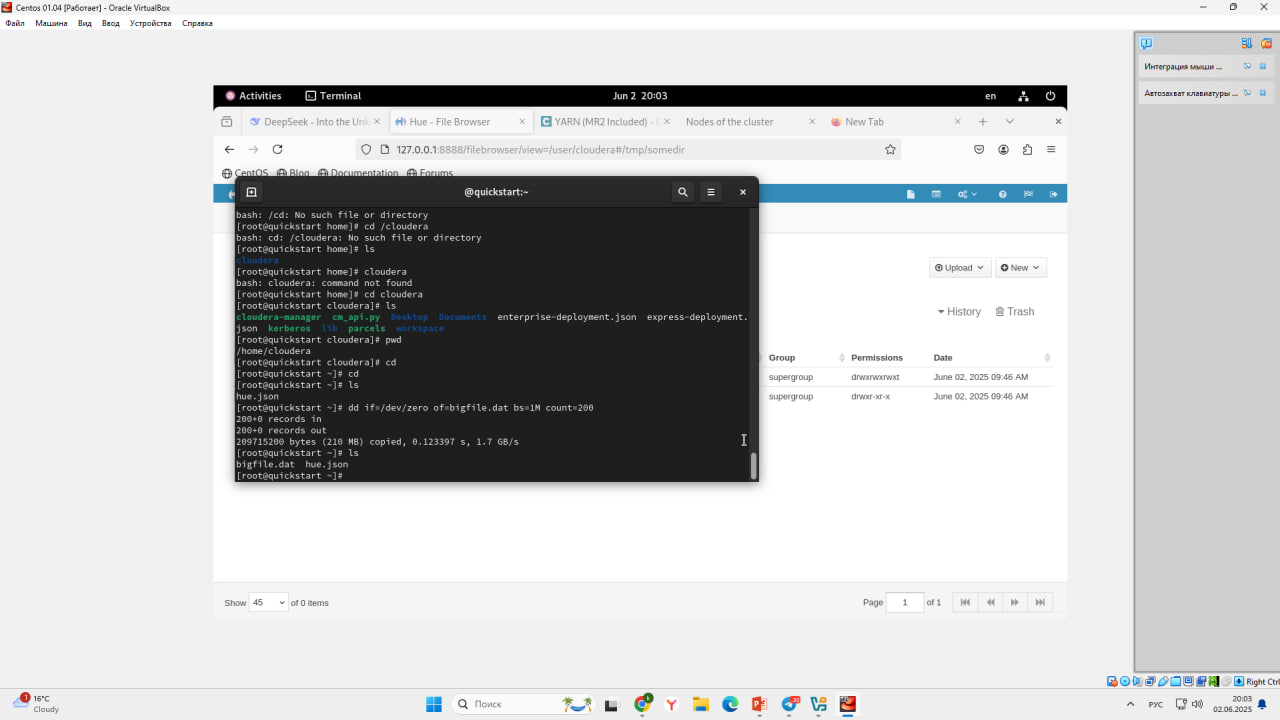 Centos 01.04 [Работает] - Oracle VirtualBox
Файл Машина Вид Ввод Устройства Справка
Интеграция мыши ...
Автозахват клавиатуры ...
Activities Terminal Jun 2 20:03 en
DeepSeek - Into the Unk Hue - File Browser YARN (MR2 Included) - C Nodes of the cluster New Tab
127.0.0.1:8888/filebrowser/view=/user/cloudera#/tmp/somedir
CentOS Blog Documentation Forums
@quickstart:~
bash: /cd: No such file or directory
[root@quickstart home]# cd /cloudera
bash: cd: /cloudera: No such file or directory
[root@quickstart home]# ls
cloudera
[root@quickstart home]# cloudera
bash: cloudera: command not found
[root@quickstart home]# cd cloudera
[root@quickstart cloudera]# ls
cloudera-manager cm_api.py Desktop Documents enterprise-deployment.json express-deployment.
json kerberos lib parcels workspace
[root@quickstart cloudera]# pwd
/home/cloudera
[root@quickstart cloudera]# cd
[root@quickstart ~]# cd
[root@quickstart ~]# ls
hue.json
[root@quickstart ~]# dd if=/dev/zero of=bigfile.dat bs=1M count=200
200+0 records in
200+0 records out
209715200 bytes (210 MB) copied, 0.123397 s, 1.7 GB/s
[root@quickstart ~]# ls
bigfile.dat hue.json
[root@quickstart ~]#
Upload New
History Trash
Group Permissions Date
supergroup drwxrwxrwxt June 02, 2025 09:46 AM
supergroup drwxr-xr-x June 02, 2025 09:46 AM
Show 45 of 0 items Page 1 of 1
Right Ctrl
1
16°C
Cloudy
Поиск
РУС
20:03
02.06.2025